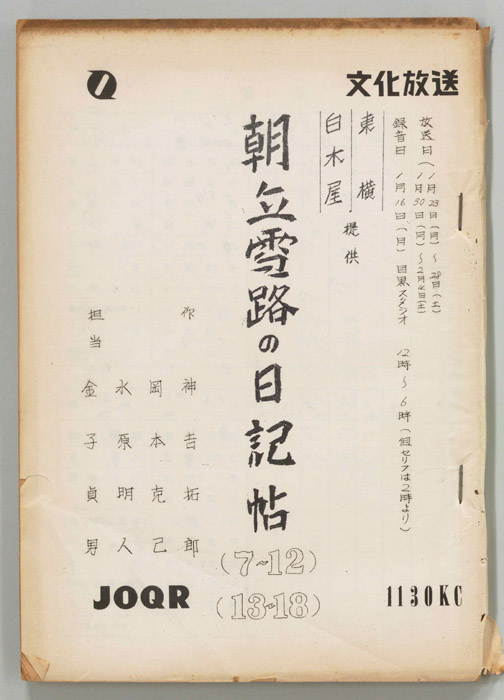 文化放送
放送日(1月23日(月)〜28日(土)
1月30日(月)〜2月4日(土)
録音日 1月16日(月) 目黒スタジオ 12時〜6時(但セリフは2時より)
東横
白木屋
提供
朝丘雪路の日記帖
(7~12)
(13~18)
作 神吉拓郎
岡本克己
水原明人
担当 金子貞男
JOQR
1130KC